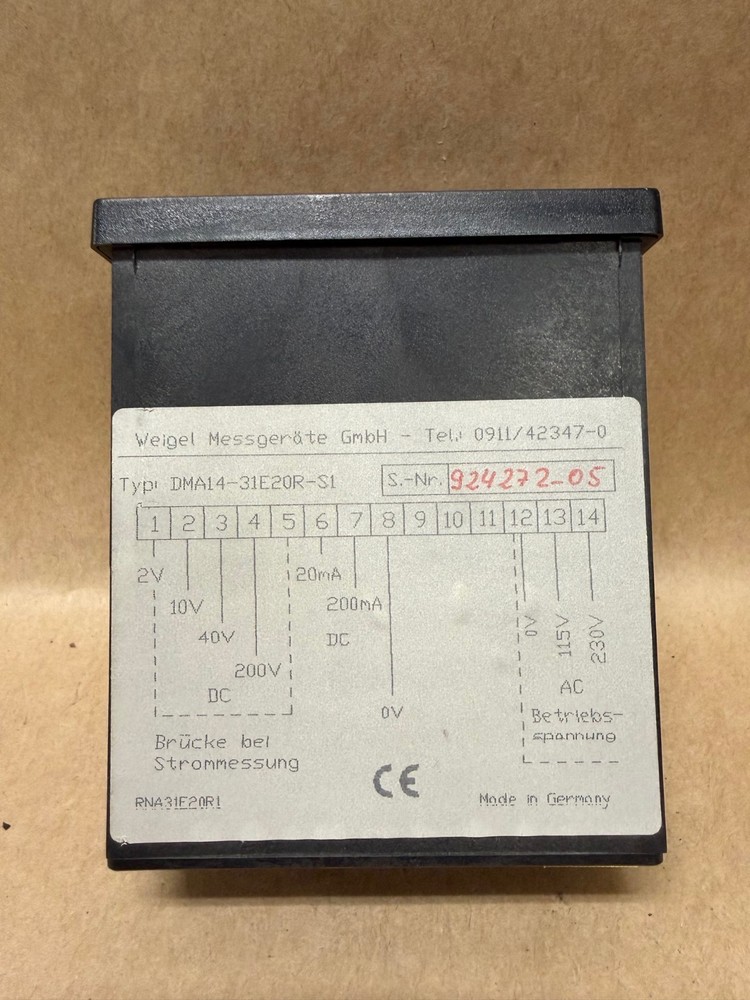 Weigel Messgeräte GmbH - Tel.: 0911/42347-0
Typ: DMA14-31E20R-S1 S.-Nr. 924272-05
1 2 3 4 5 6 7 8 9 10 11 12 13 14
2V 20mA
10V 200mA
40V DC
200V
DC
0V
0V 115V 230V
AC
Betriebs-
spannung
Brücke bei
Strommessung
CE
RNA31E20R1 Made in Germany